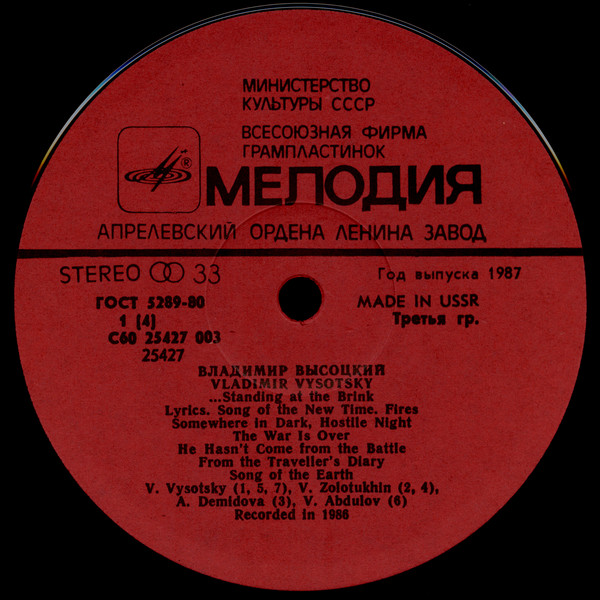 МИНИСТЕРСТВО
КУЛЬТУРЫ СССР
ВСЕСОЮЗНАЯ ФИРМА
ГРАМПЛАСТИНОК
®
МЕЛОДИЯ
АПРЕЛЕВСКИЙ ОРДЕНА ЛЕНИНА ЗАВОД
STEREO 33
Год выпуска 1987
ГОСТ 5289-80
MADE IN USSR
1 (4)
Третья гр.
С60 25427 003
25427
ВЛАДИМИР ВЫСОЦКИЙ
VLADIMIR VYSOTSKY
...Standing at the Brink
Lyrics. Song of the New Time. Fires
Somewhere in Dark, Hostile Night
The War Is Over
He Hasn't Come from the Battle
From the Traveller's Diary
Song of the Earth
V. Vysotsky (1, 5, 7), V. Zolotukhin (2, 4),
A. Demidova (3), V. Abdulov (6)
Recorded in 1986